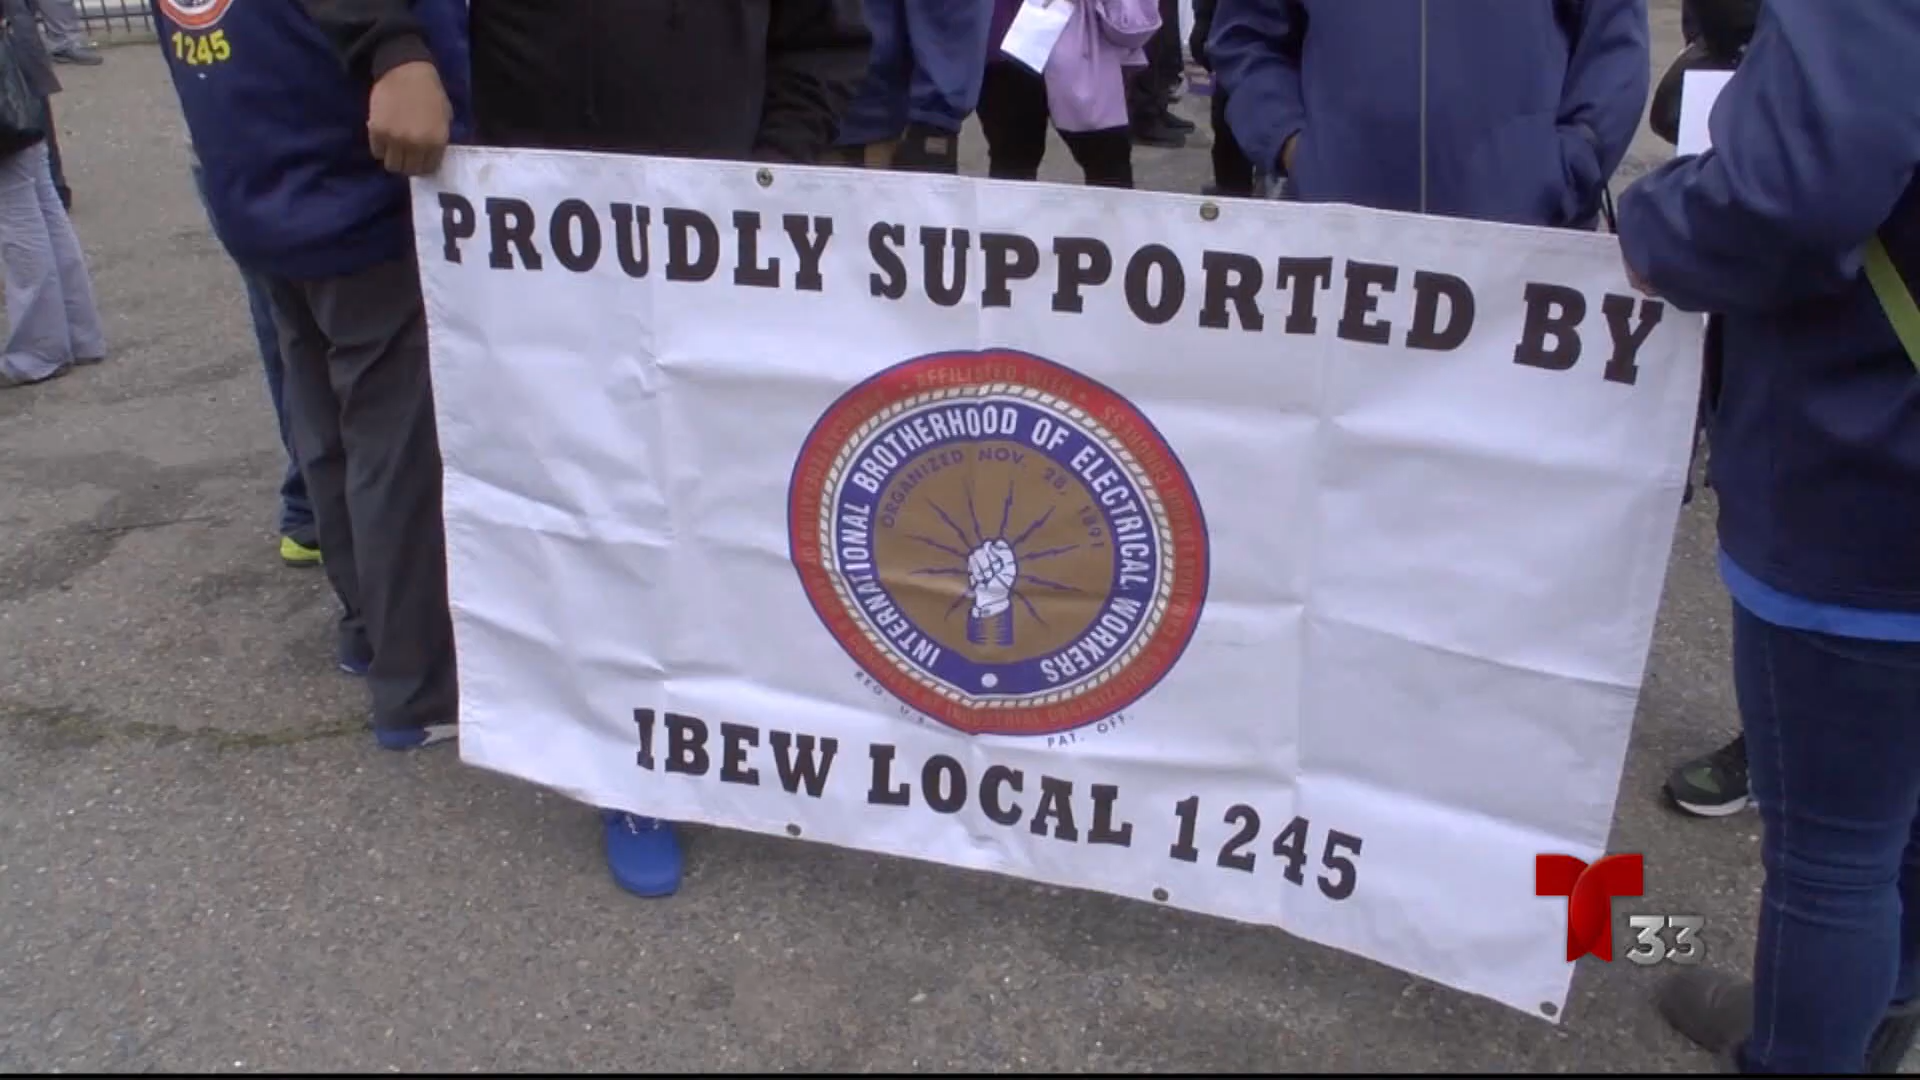 1245
PROUDLY SUPPORTED BY
AFFILIATED WITH
INTERNATIONAL BROTHERHOOD OF ELECTRICAL WORKERS
ORGANIZED NOV. 28, 1891
REG. U.S.
PAT. OFF.
IBEW LOCAL 1245
33